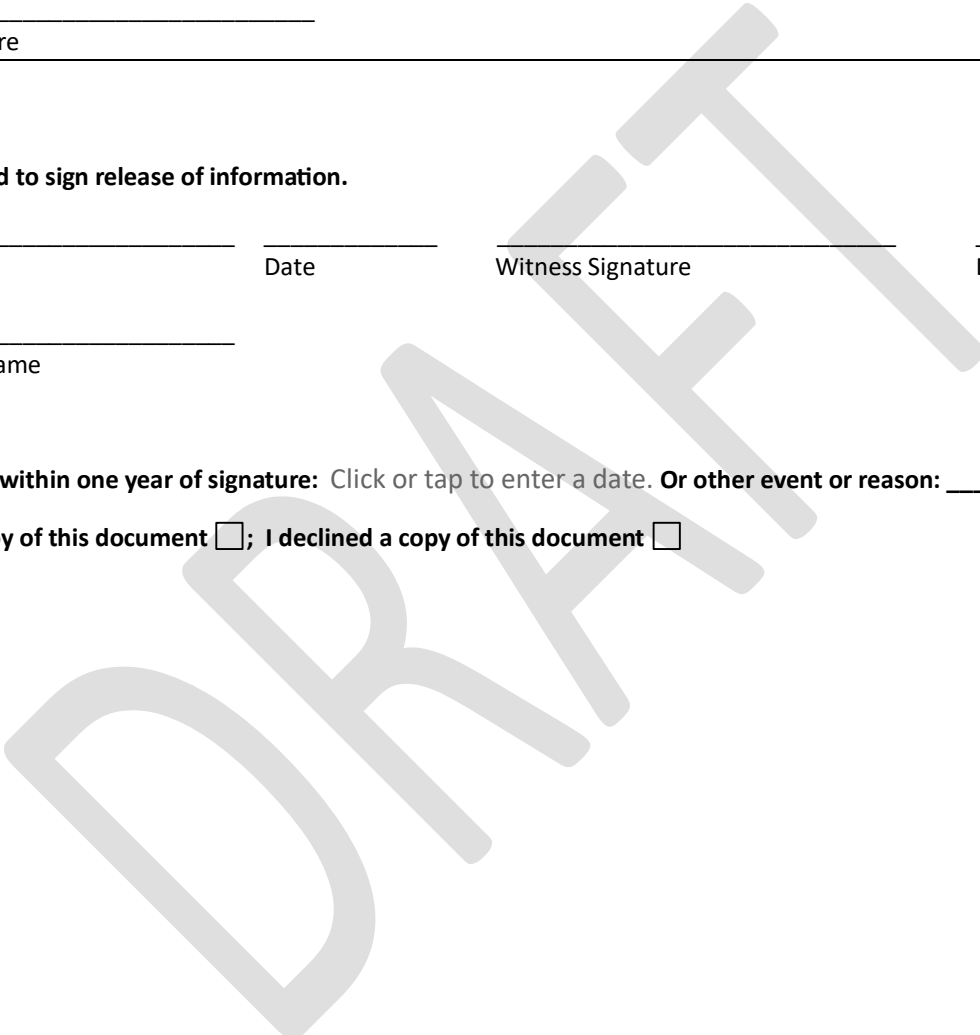 re
d to sign release of information.
Date Witness Signature
ame
within one year of signature: Click or tap to enter a date. Or other event or reason: ___
y of this document ☐; I declined a copy of this document ☐
DRAFT